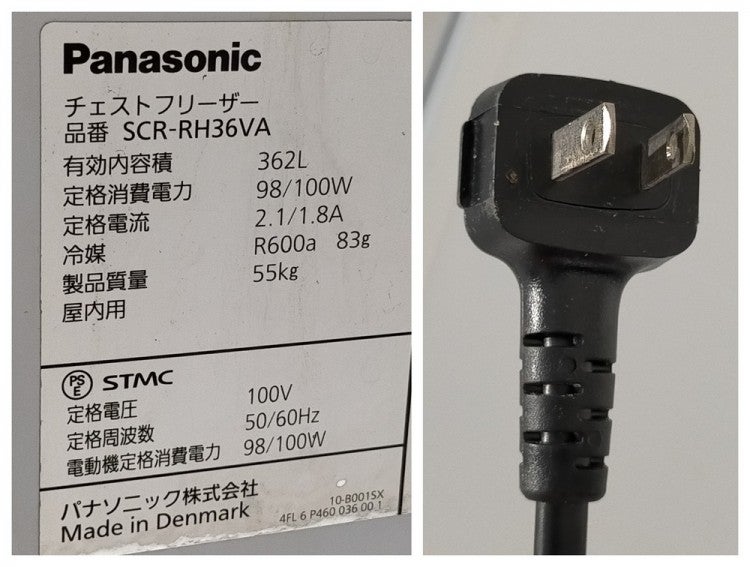 Panasonic
チェストフリーザー
品番 SCR-RH36VA
有効内容積 362L
定格消費電力 98/100W
定格電流 2.1/1.8A
冷媒 R600a 83g
製品質量 55kg
屋内用
PSE STMC
定格電圧 100V
定格周波数 50/60Hz
電動機定格消費電力 98/100W
パナソニック株式会社 10-B001SX
Made in Denmark 4FL 6 P460 036 00 1